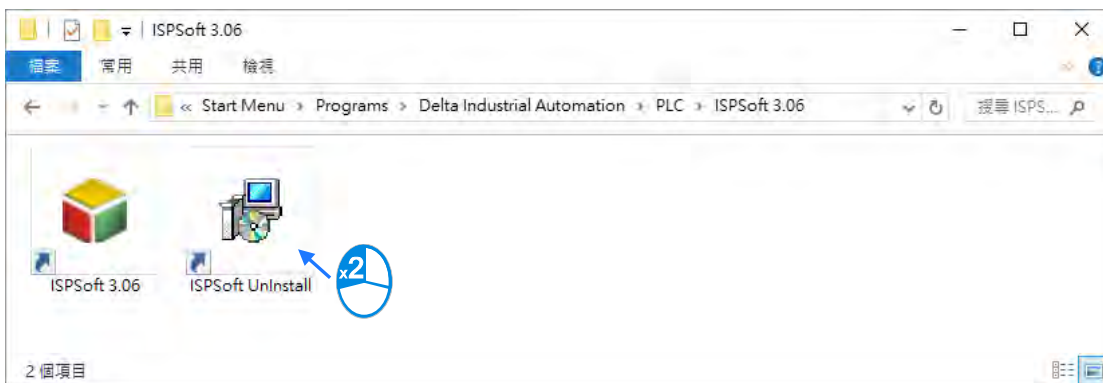 ISPSoft 3.06
檔案 常用 共用 檢視
« Start Menu › Programs › Delta Industrial Automation › PLC › ISPSoft 3.06
搜尋 ISPS...
x2
ISPSoft 3.06
ISPSoft UnInstall
2 個項目